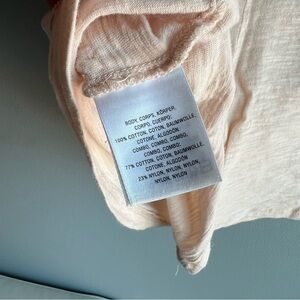 BODY, CORPS, KÖRPER,
CORPO, CUERPO:
100% COTTON, COTON, BAUMWOLLE,
COTONE, ALGODÓN
COMBO, COMBO, COMBO,
COMBO, COMBO:
77% COTTON, COTON, BAUMWOLLE,
COTONE, ALGODÓN
23% NYLON, NYLON, NYLON,
NYLON, NYLON